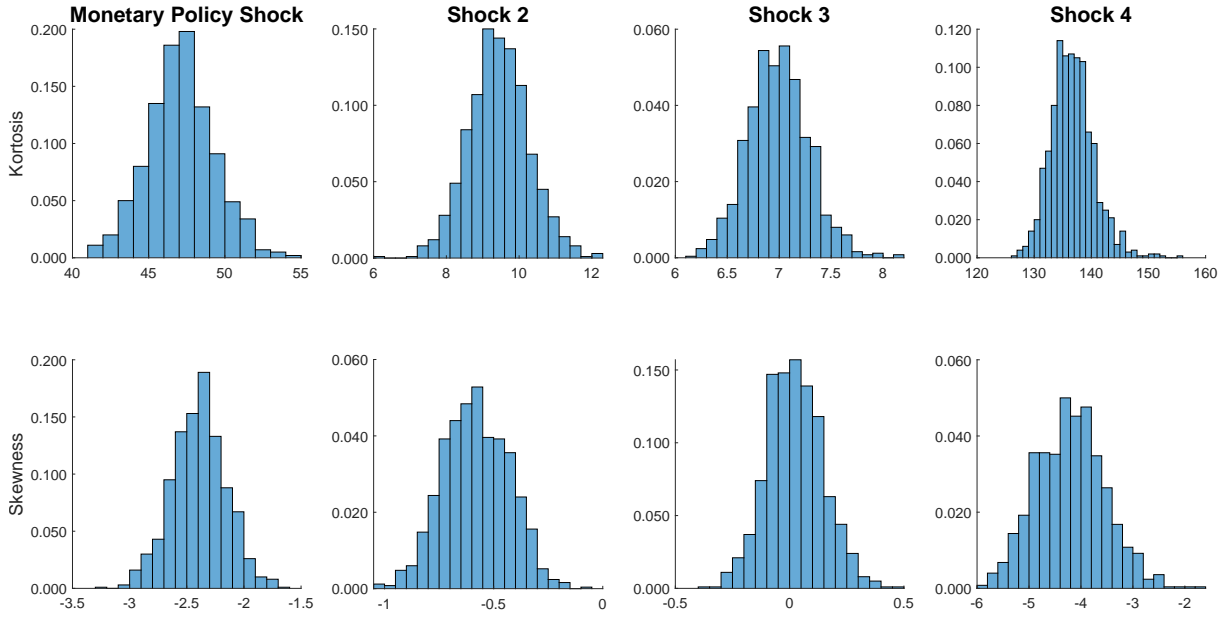 Monetary Policy Shock
Shock 2
Shock 3
Shock 4
Kortosis
0.200
0.150
0.100
0.050
0.000
40 45 50 55
0.150
0.100
0.050
0.000
6 8 10 12
0.060
0.040
0.020
0.000
6 6.5 7 7.5 8
0.120
0.100
0.080
0.060
0.040
0.020
0.000
120 130 140 150 160
Skewness
0.200
0.150
0.100
0.050
0.000
-3.5 -3 -2.5 -2 -1.5
0.060
0.040
0.020
0.000
-1 -0.5 0
0.150
0.100
0.050
0.000
-0.5 0 0.5
0.060
0.040
0.020
0.000
-6 -5 -4 -3 -2